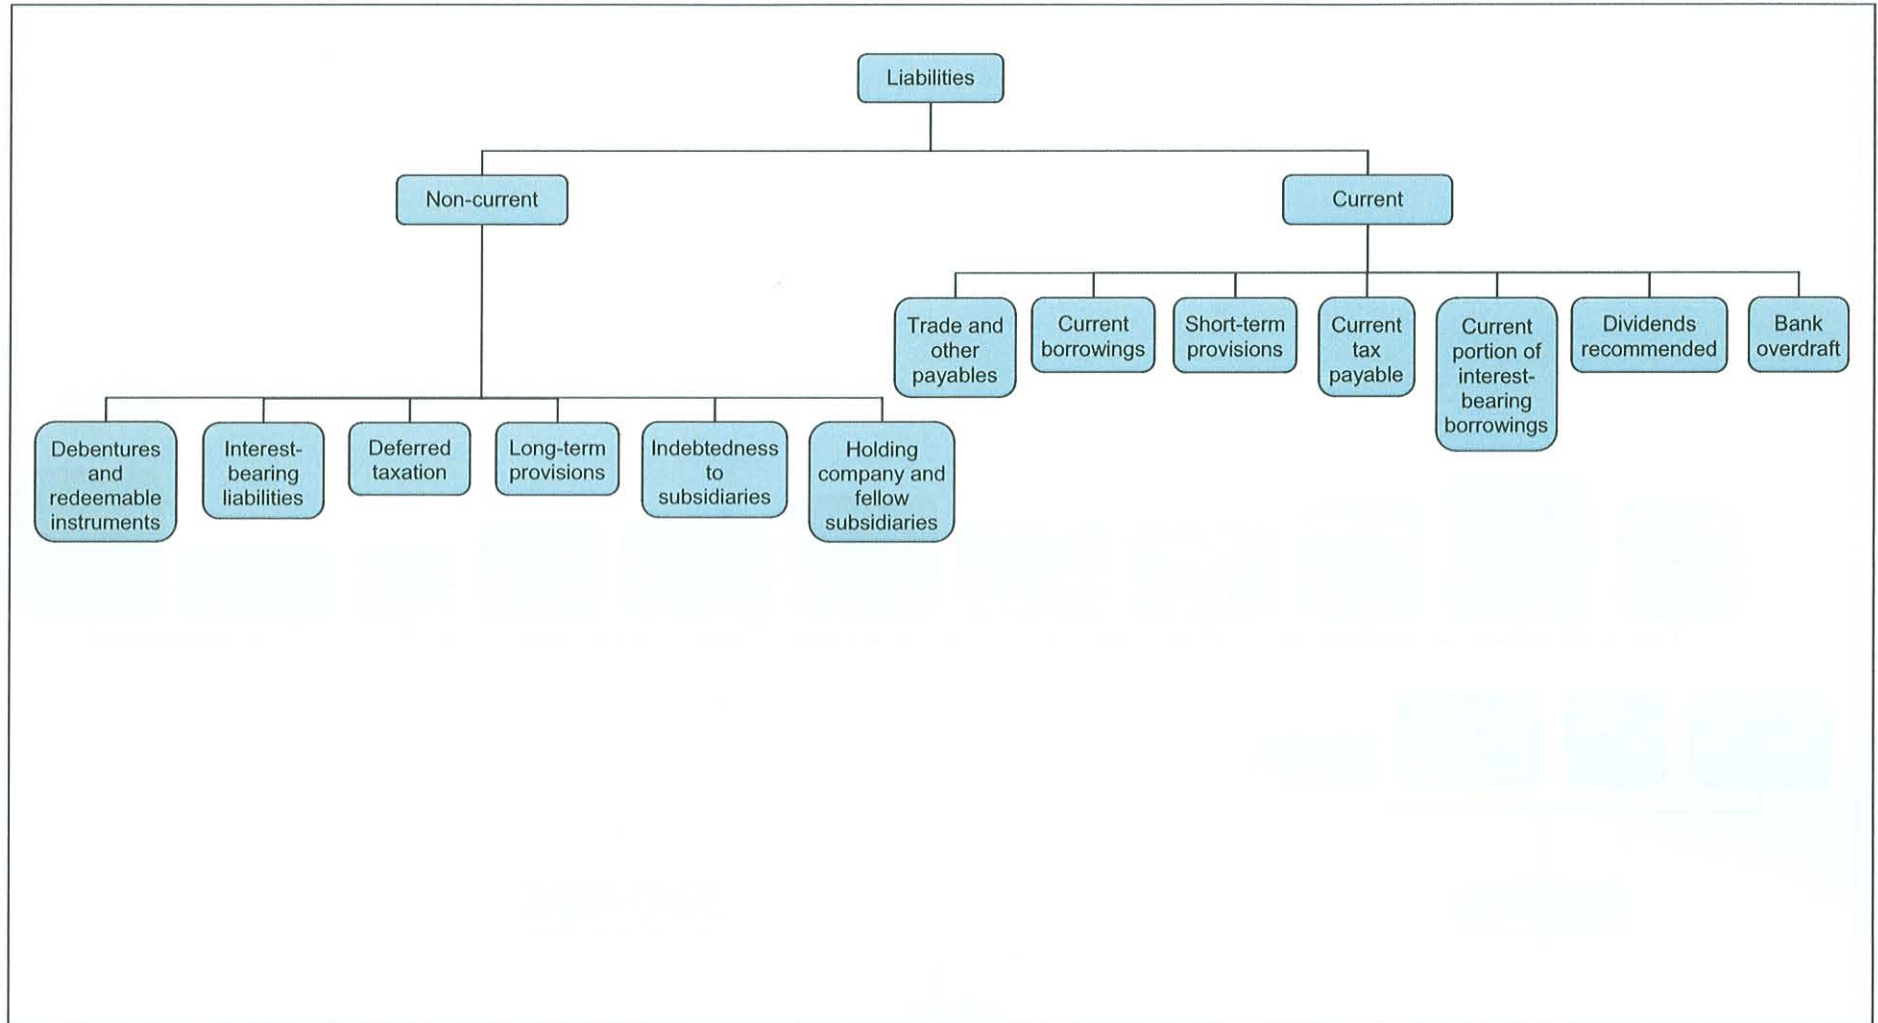 Liabilities
Non-current
Current
Trade and
other
payables
Current
borrowings
Short-term
provisions
Current
tax
payable
Current
portion of
interest-
bearing
borrowings
Dividends
recommended
Bank
overdraft
Debentures
and
redeemable
instruments
Interest-
bearing
liabilities
Deferred
taxation
Long-term
provisions
Indebtedness
to
subsidiaries
Holding
company and
fellow
subsidiaries